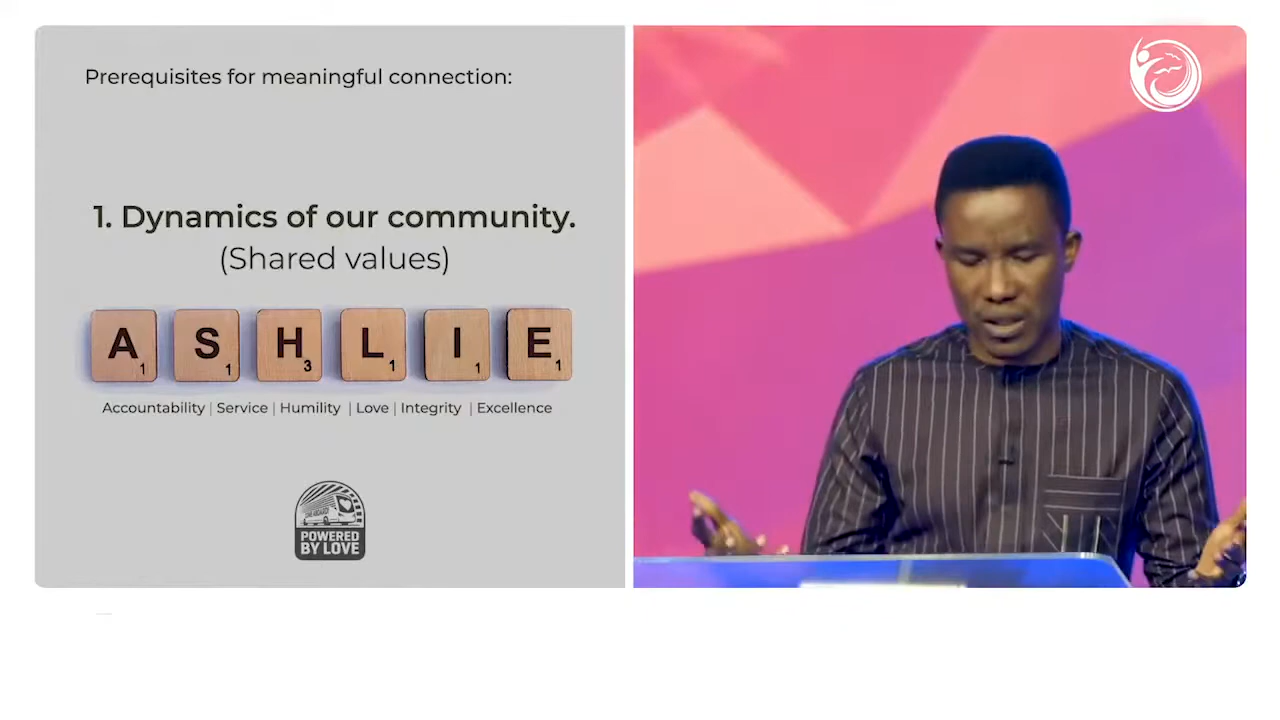 Prerequisites for meaningful connection:
1. Dynamics of our community.
(Shared values)
A1 S1 H3 L1 I1 E1
Accountability | Service | Humility | Love | Integrity | Excellence
POWERED
BY LOVE